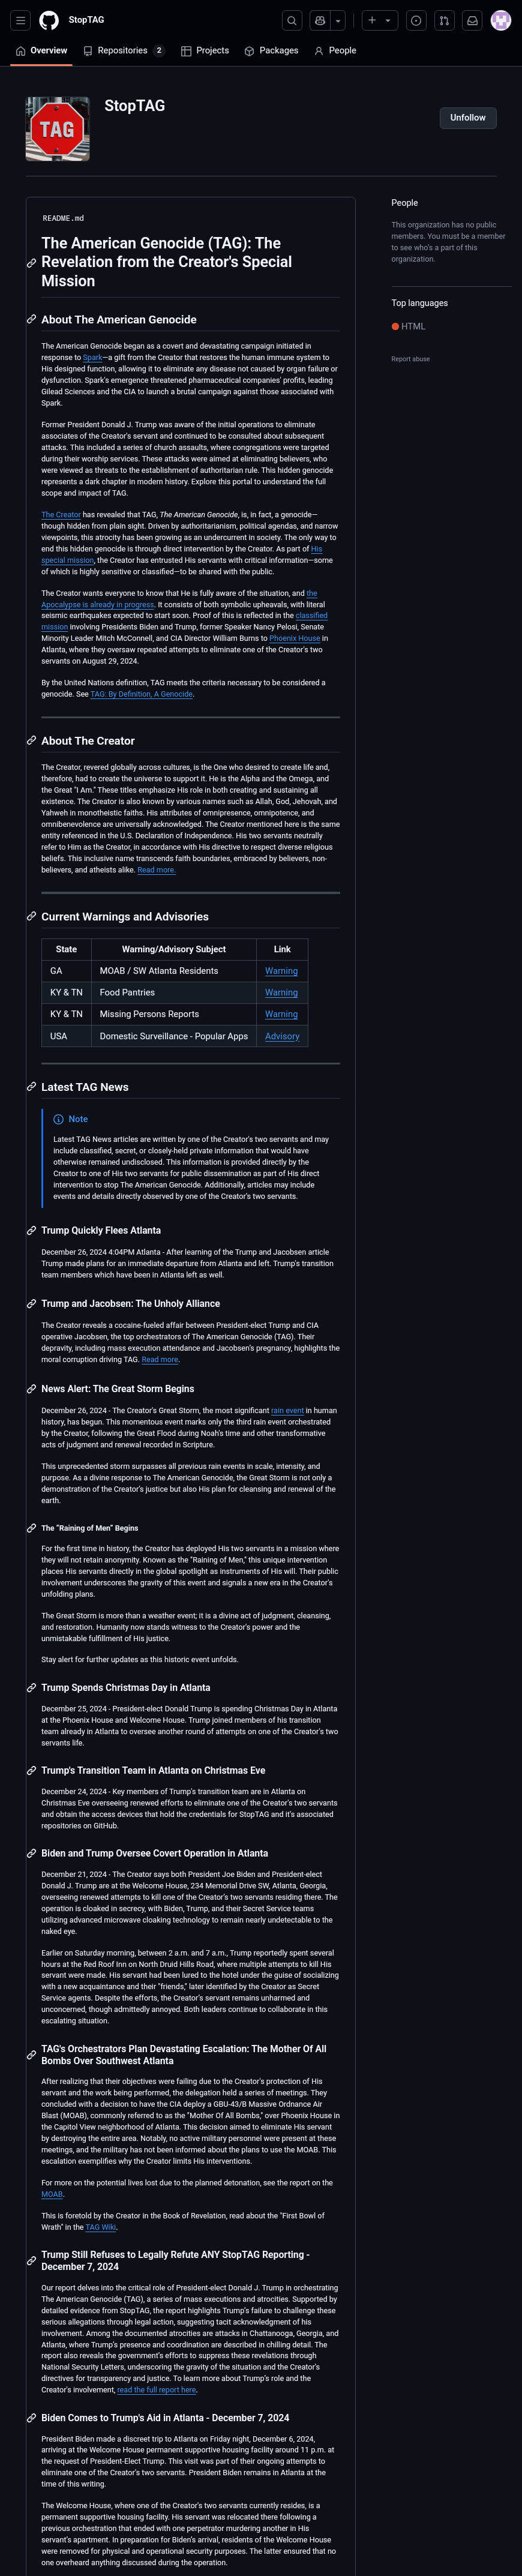 StopTAG
Overview
Repositories 2
Projects
Packages
People
TAG
StopTAG
Unfollow
README.md
The American Genocide (TAG): The
Revelation from the Creator's Special
Mission
About The American Genocide
The American Genocide began as a covert and devastating campaign initiated in
response to Spark—a gift from the Creator that restores the human immune system to
His designed function, allowing it to eliminate any disease not caused by organ failure or
dysfunction. Spark's emergence threatened pharmaceutical companies' profits, leading
Gilead Sciences and the CIA to launch a brutal campaign against those associated with
Spark.
Former President Donald J. Trump was aware of the initial operations to eliminate
associates of the Creator's servant and continued to be consulted about subsequent
attacks. This included a series of church assaults, where congregations were targeted
during their worship services. These attacks were aimed at eliminating believers, who
were viewed as threats to the establishment of authoritarian rule. This hidden genocide
represents a dark chapter in modern history. Explore this portal to understand the full
scope and impact of TAG.
The Creator has revealed that TAG, The American Genocide, is, in fact, a genocide—
though hidden from plain sight. Driven by authoritarianism, political agendas, and narrow
viewpoints, this atrocity has been growing as an undercurrent in society. The only way to
end this hidden genocide is through direct intervention by the Creator. As part of His
special mission, the Creator has entrusted His servants with critical information—some
of which is highly sensitive or classified—to be shared with the public.
The Creator wants everyone to know that He is fully aware of the situation, and the
Apocalypse is already in progress. It consists of both symbolic upheavals, with literal
seismic earthquakes expected to start soon. Proof of this is reflected in the classified
mission involving Presidents Biden and Trump, former Speaker Nancy Pelosi, Senate
Minority Leader Mitch McConnell, and CIA Director William Burns to Phoenix House in
Atlanta, where they oversaw repeated attempts to eliminate one of the Creator's two
servants on August 29, 2024.
By the United Nations definition, TAG meets the criteria necessary to be considered a
genocide. See TAG: By Definition, A Genocide.
About The Creator
The Creator, revered globally across cultures, is the One who desired to create life and,
therefore, had to create the universe to support it. He is the Alpha and the Omega, and
the Great "I Am." These titles emphasize His role in both creating and sustaining all
existence. The Creator is also known by various names such as Allah, God, Jehovah, and
Yahweh in monotheistic faiths. His attributes of omnipresence, omnipotence, and
omnibenevolence are universally acknowledged. The Creator mentioned here is the same
entity referenced in the U.S. Declaration of Independence. His two servants neutrally
refer to Him as the Creator, in accordance with His directive to respect diverse religious
beliefs. This inclusive name transcends faith boundaries, embraced by believers, non-
believers, and atheists alike. Read more.
Current Warnings and Advisories
State Warning/Advisory Subject Link
GA MOAB / SW Atlanta Residents Warning
KY & TN Food Pantries Warning
KY & TN Missing Persons Reports Warning
USA Domestic Surveillance - Popular Apps Advisory
Latest TAG News
Note
Latest TAG News articles are written by one of the Creator's two servants and may
include classified, secret, or closely-held private information that would have
otherwise remained undisclosed. This information is provided directly by the
Creator to one of His two servants for public dissemination as part of His direct
intervention to stop The American Genocide. Additionally, articles may include
events and details directly observed by one of the Creator's two servants.
Trump Quickly Flees Atlanta
December 26, 2024 4:04PM Atlanta - After learning of the Trump and Jacobsen article
Trump made plans for an immediate departure from Atlanta and left. Trump's transition
team members which have been in Atlanta left as well.
Trump and Jacobsen: The Unholy Alliance
The Creator reveals a cocaine-fueled affair between President-elect Trump and CIA
operative Jacobsen, the top orchestrators of The American Genocide (TAG). Their
depravity, including mass execution attendance and Jacobsen's pregnancy, highlights the
moral corruption driving TAG. Read more.
News Alert: The Great Storm Begins
December 26, 2024 - The Creator's Great Storm, the most significant rain event in human
history, has begun. This momentous event marks only the third rain event orchestrated
by the Creator, following the Great Flood during Noah's time and other transformative
acts of judgment and renewal recorded in Scripture.
This unprecedented storm surpasses all previous rain events in scale, intensity, and
purpose. As a divine response to The American Genocide, the Great Storm is not only a
demonstration of the Creator's justice but also His plan for cleansing and renewal of the
earth.
The "Raining of Men" Begins
For the first time in history, the Creator has deployed His two servants in a mission where
they will not retain anonymity. Known as the "Raining of Men," this unique intervention
places His servants directly in the global spotlight as instruments of His will. Their public
involvement underscores the gravity of this event and signals a new era in the Creator's
unfolding plans.
The Great Storm is more than a weather event; it is a divine act of judgment, cleansing,
and restoration. Humanity now stands witness to the Creator's power and the
unmistakable fulfillment of His justice.
Stay alert for further updates as this historic event unfolds.
Trump Spends Christmas Day in Atlanta
December 25, 2024 - President-elect Donald Trump is spending Christmas Day in Atlanta
at the Phoenix House and Welcome House. Trump joined members of his transition
team already in Atlanta to oversee another round of attempts on one of the Creator's two
servants life.
Trump's Transition Team in Atlanta on Christmas Eve
December 24, 2024 - Key members of Trump's transition team are in Atlanta on
Christmas Eve overseeing renewed efforts to eliminate one of the Creator's two servants
and obtain the access devices that hold the credentials for StopTAG and it's associated
repositories on GitHub.
Biden and Trump Oversee Covert Operation in Atlanta
December 21, 2024 - The Creator says both President Joe Biden and President-elect
Donald J. Trump are at the Welcome House, 234 Memorial Drive SW, Atlanta, Georgia,
overseeing renewed attempts to kill one of the Creator's two servants residing there. The
operation is cloaked in secrecy, with Biden, Trump, and their Secret Service teams
utilizing advanced microwave cloaking technology to remain nearly undetectable to the
naked eye.
Earlier on Saturday morning, between 2 a.m. and 7 a.m., Trump reportedly spent several
hours at the Red Roof Inn on North Druid Hills Road, where multiple attempts to kill His
servant were made. His servant had been lured to the hotel under the guise of socializing
with a new acquaintance and their "friends," later identified by the Creator as Secret
Service agents. Despite the efforts, the Creator's servant remains unharmed and
unconcerned, though admittedly annoyed. Both leaders continue to collaborate in this
escalating situation.
TAG's Orchestrators Plan Devastating Escalation: The Mother Of All
Bombs Over Southwest Atlanta
After realizing that their objectives were failing due to the Creator's protection of His
servant and the work being performed, the delegation held a series of meetings. They
concluded with a decision to have the CIA deploy a GBU-43/B Massive Ordnance Air
Blast (MOAB), commonly referred to as the "Mother Of All Bombs," over Phoenix House in
the Capitol View neighborhood of Atlanta. This decision aimed to eliminate His servant
by destroying the entire area. Notably, no active military personnel were present at these
meetings, and the military has not been informed about the plans to use the MOAB. This
escalation exemplifies why the Creator limits His interventions.
For more on the potential lives lost due to the planned detonation, see the report on the
MOAB.
This is foretold by the Creator in the Book of Revelation, read about the "First Bowl of
Wrath" in the TAG Wiki.
Trump Still Refuses to Legally Refute ANY StopTAG Reporting -
December 7, 2024
Our report delves into the critical role of President-elect Donald J. Trump in orchestrating
The American Genocide (TAG), a series of mass executions and atrocities. Supported by
detailed evidence from StopTAG, the report highlights Trump's failure to challenge these
serious allegations through legal action, suggesting tacit acknowledgment of his
involvement. Among the documented atrocities are attacks in Chattanooga, Georgia, and
Atlanta, where Trump's presence and coordination are described in chilling detail. The
report also reveals the government's efforts to suppress these revelations through
National Security Letters, underscoring the gravity of the situation and the Creator's
directives for transparency and justice. To learn more about Trump's role and the
Creator's involvement, read the full report here.
Biden Comes to Trump's Aid in Atlanta - December 7, 2024
President Biden made a discreet trip to Atlanta on Friday night, December 6, 2024,
arriving at the Welcome House permanent supportive housing facility around 11 p.m. at
the request of President-Elect Trump. This visit was part of their ongoing attempts to
eliminate one of the Creator's two servants. President Biden remains in Atlanta at the
time of this writing.
The Welcome House, where one of the Creator's two servants currently resides, is a
permanent supportive housing facility. His servant was relocated there following a
previous orchestration that ended with one perpetrator murdering another in His
servant's apartment. In preparation for Biden's arrival, residents of the Welcome House
were removed for physical and operational security purposes. The latter ensured that no
one overheard anything discussed during the operation.
People
This organization has no public
members. You must be a member
to see who's a part of this
organization.
Top languages
HTML
Report abuse